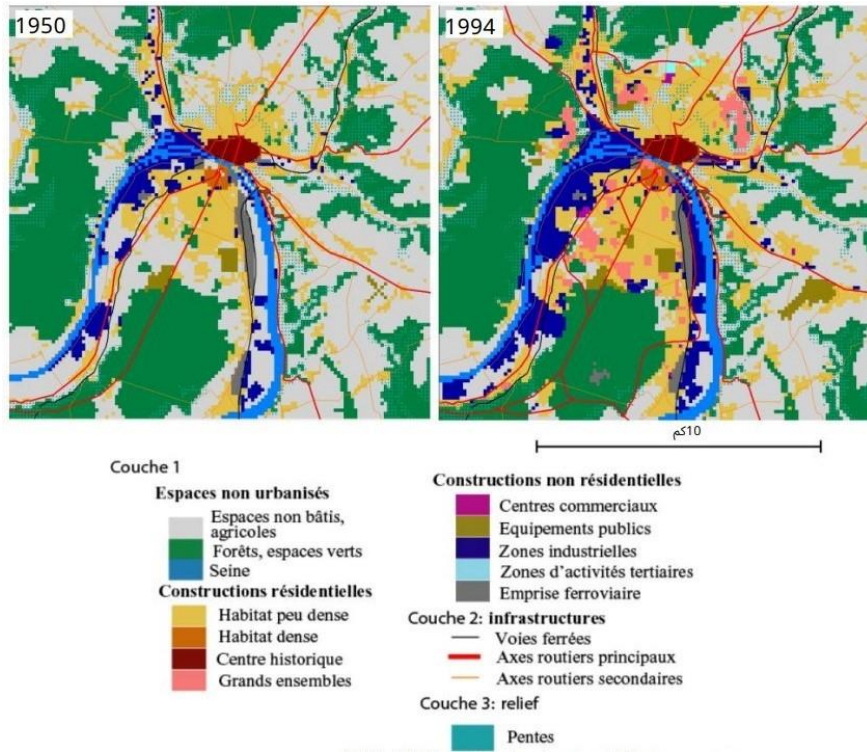 1950
1994
10كم
Couche 1
Espaces non urbanisés
Espaces non bâtis,
agricoles
Forêts, espaces verts
Seine
Constructions résidentielles
Habitat peu dense
Habitat dense
Centre historique
Grands ensembles
Constructions non résidentielles
Centres commerciaux
Equipements publics
Zones industrielles
Zones d'activités tertiaires
Emprise ferroviaire
Couche 2: infrastructures
Voies ferrées
Axes routiers principaux
Axes routiers secondaires
Couche 3: relief
Pentes